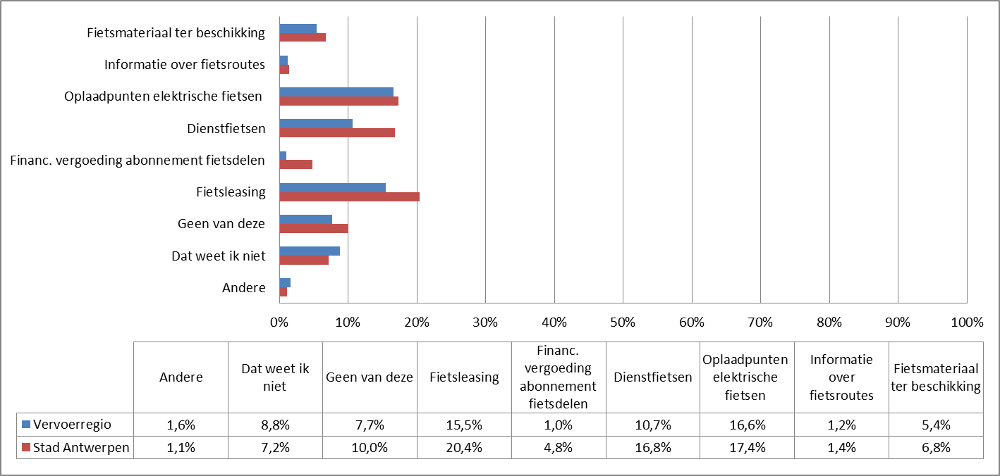 Fietsmateriaal ter beschikking
Informatie over fietsroutes
Oplaadpunten elektrische fietsen
Dienstfietsen
Financ. vergoeding abonnement fietsdelen
Fietsleasing
Geen van deze
Dat weet ik niet
Andere
0% 10% 20% 30% 40% 50% 60% 70% 80% 90% 100%
Andere
Dat weet ik
niet
Geen van deze
Fietsleasing
Financ.
vergoeding
abonnement
fietsdelen
Dienstfietsen
Oplaadpunten
elektrische
fietsen
Informatie
over
fietsroutes
Fietsmateriaal
ter beschikking
Vervoerregio 1,6% 8,8% 7,7% 15,5% 1,0% 10,7% 16,6% 1,2% 5,4%
Stad Antwerpen 1,1% 7,2% 10,0% 20,4% 4,8% 16,8% 17,4% 1,4% 6,8%